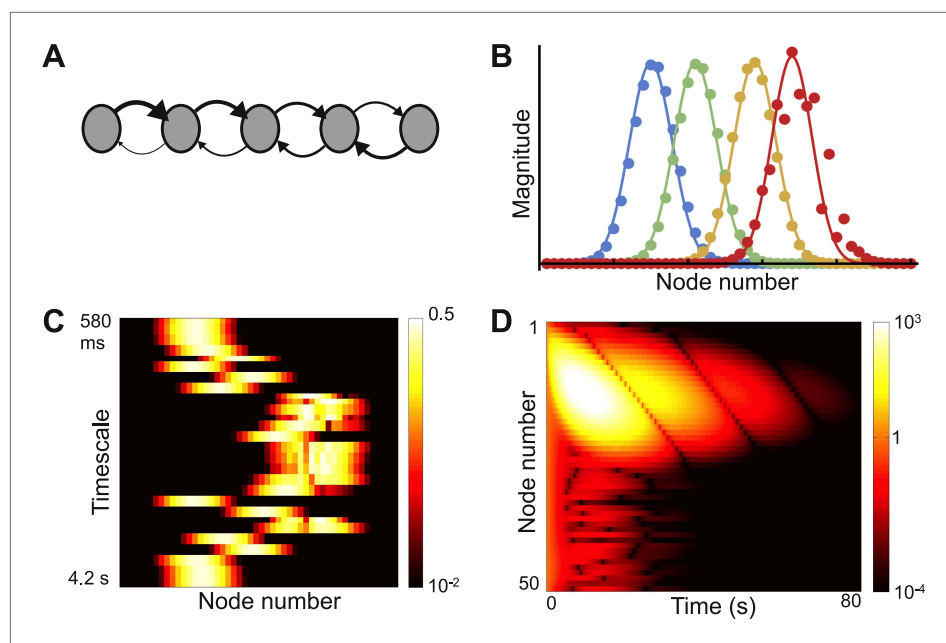 A
B
Magnitude
Node number
C
580
ms
Timescale
4.2 s
Node number
0.5
10-2
D
1
Node number
50
0
Time (s)
80
10³
1
10-4